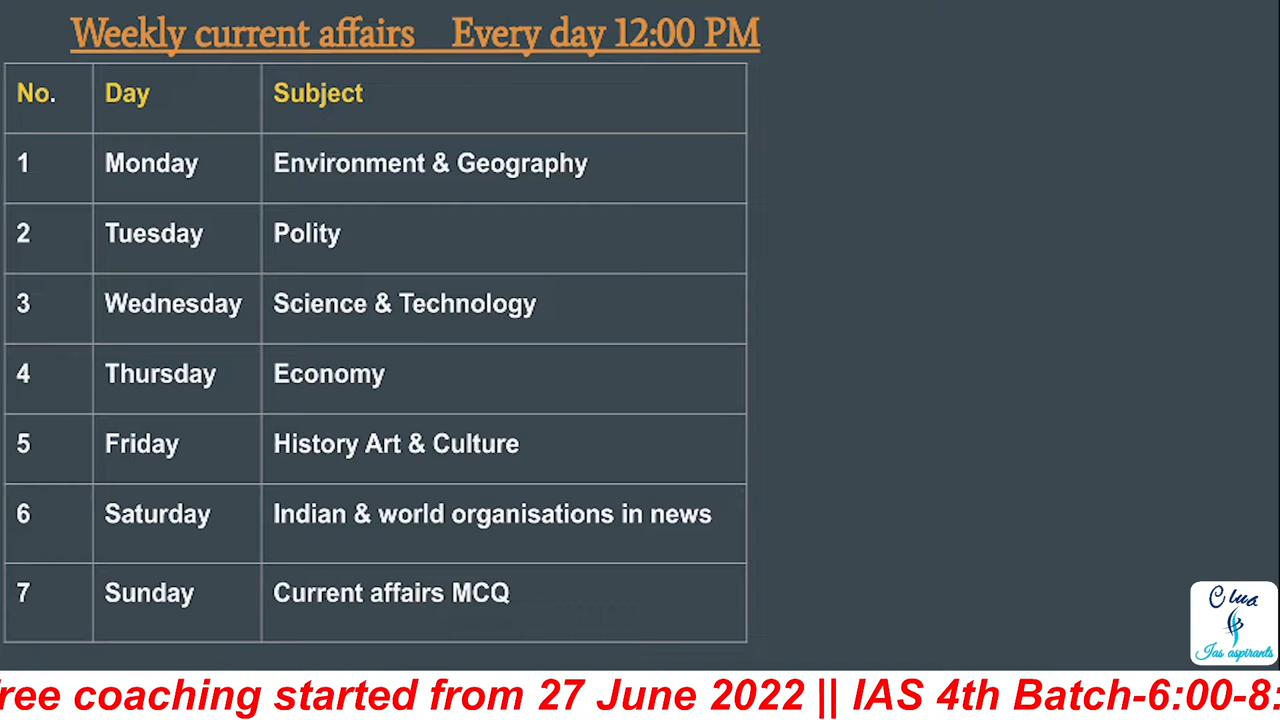 Weekly current affairs Every day 12:00 PM
No. Day Subject
1 Monday Environment & Geography
2 Tuesday Polity
3 Wednesday Science & Technology
4 Thursday Economy
5 Friday History Art & Culture
6 Saturday Indian & world organisations in news
7 Sunday Current affairs MCQ
Clue
Ias aspirants
ree coaching started from 27 June 2022 || IAS 4th Batch-6:00-8: